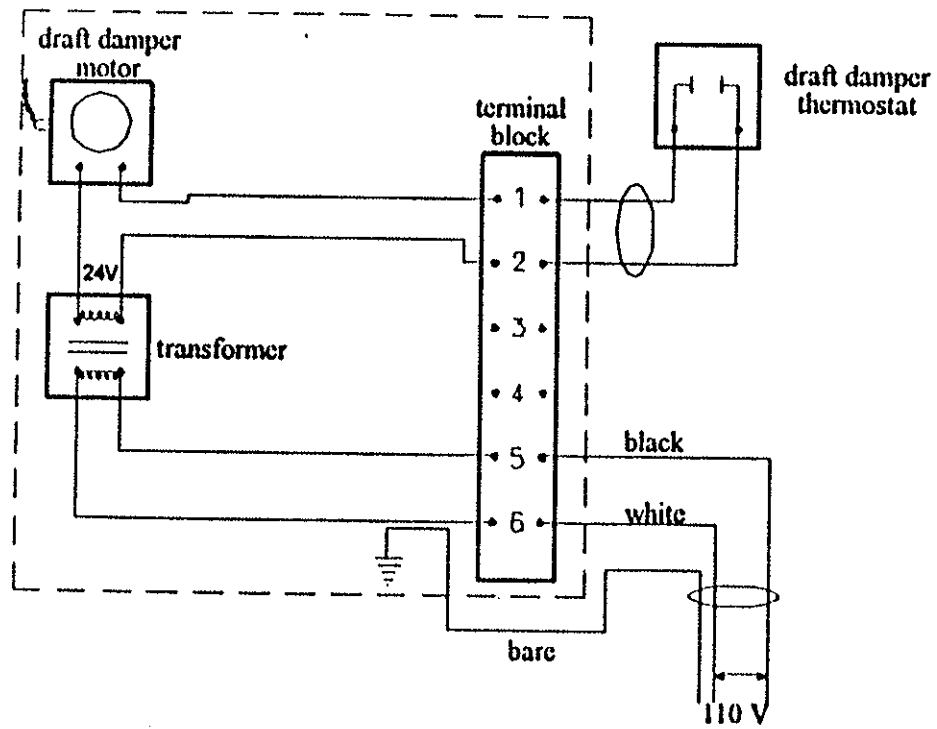 draft damper
motor
draft damper
thermostat
terminal
block
1
2
24V
3
transformer
4
black
5
white
6
bare
110 V